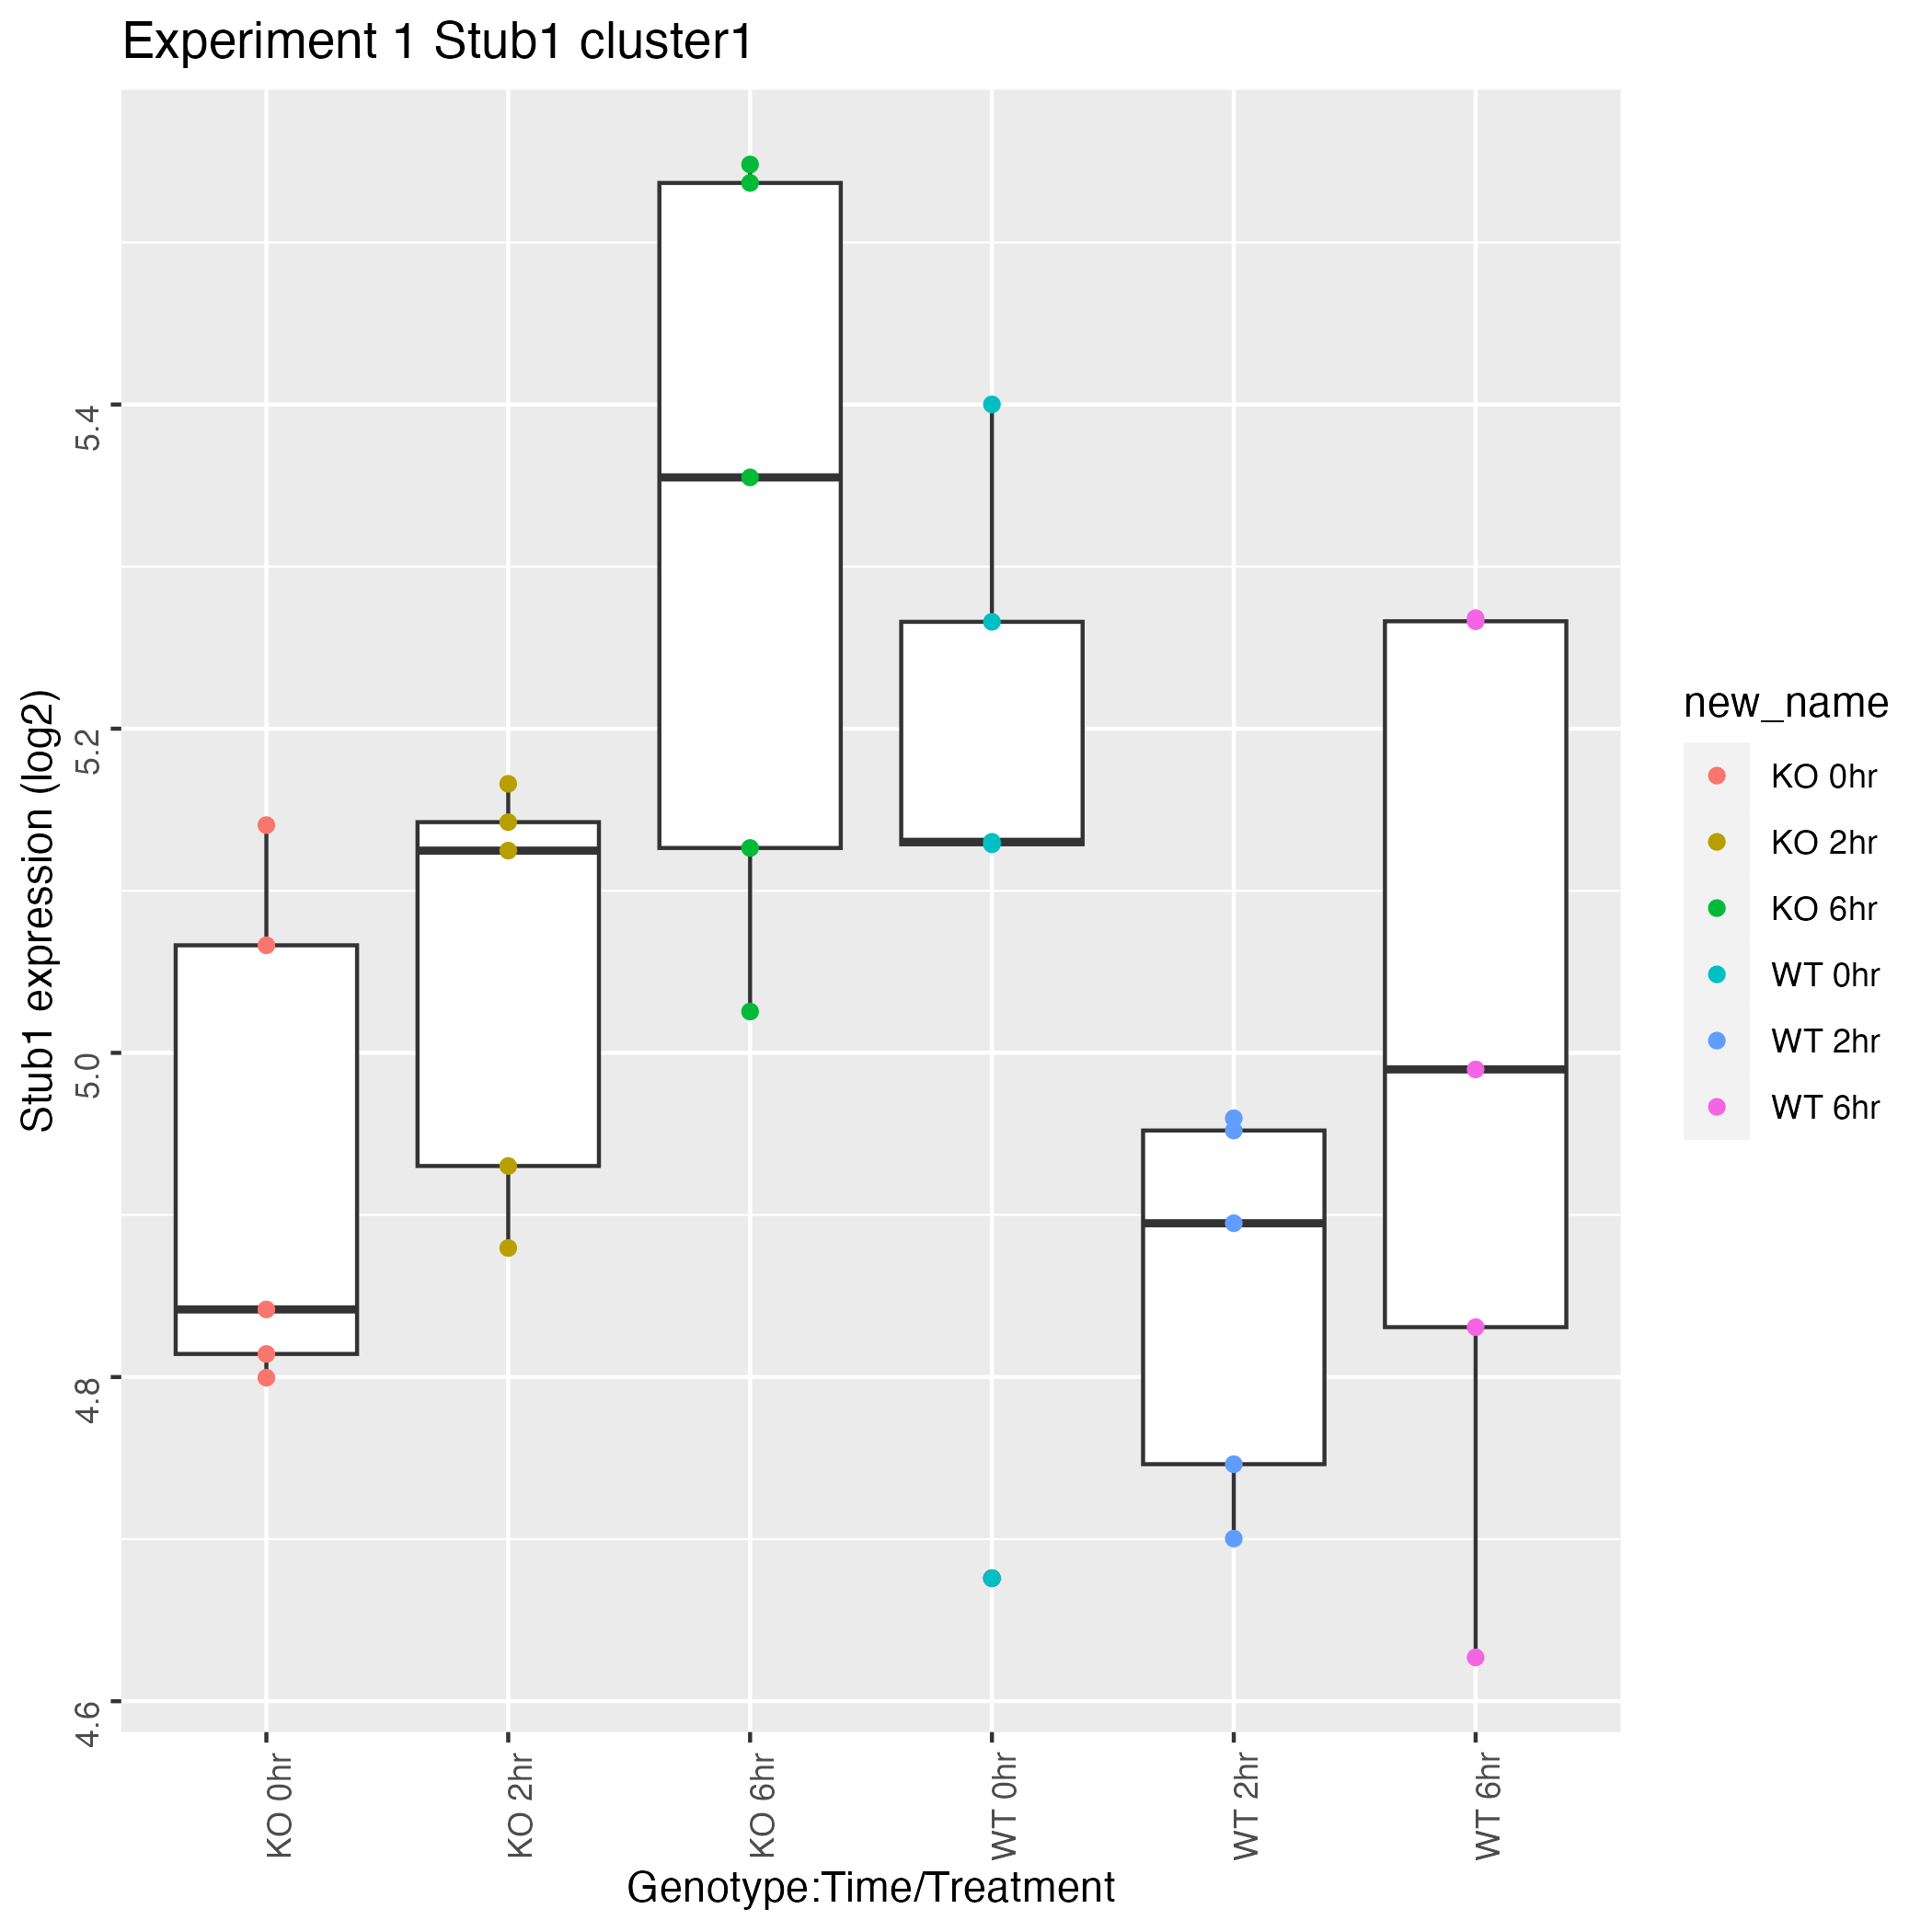 Experiment 1 Stub1 cluster1
Stub1 expression (log2)
5.4
5.2
5.0
4.8
4.6
KO 0hr
KO 2hr
KO 6hr
WT 0hr
WT 2hr
WT 6hr
Genotype:Time/Treatment
new_name
KO 0hr
KO 2hr
KO 6hr
WT 0hr
WT 2hr
WT 6hr